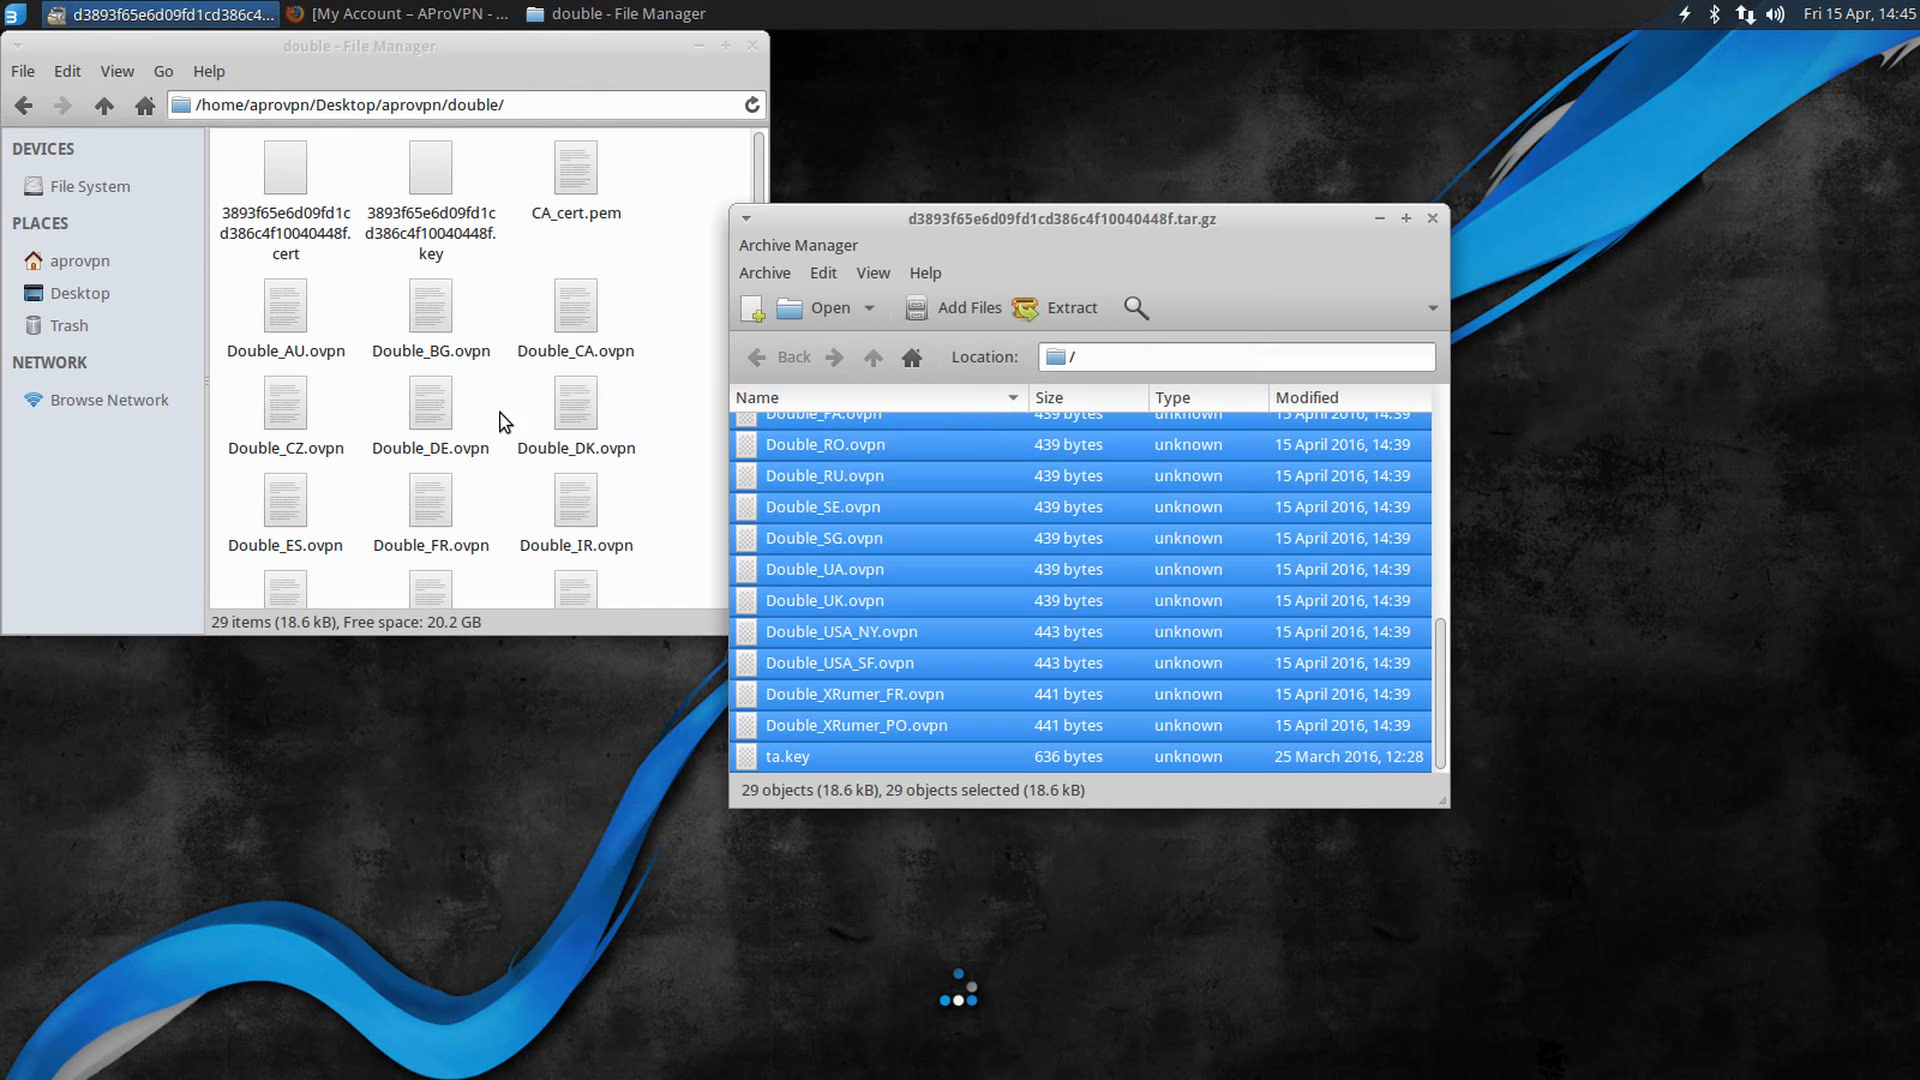 d3893f65e6d09fd1cd386c4...
[My Account – AProVPN - ...
double - File Manager
Fri 15 Apr, 14:45
double - File Manager
File Edit View Go Help
/home/aprovpn/Desktop/aprovpn/double/
DEVICES
File System
PLACES
aprovpn
Desktop
Trash
NETWORK
Browse Network
3893f65e6d09fd1c
d386c4f10040448f.
cert
3893f65e6d09fd1c
d386c4f10040448f.
key
CA_cert.pem
Double_AU.ovpn Double_BG.ovpn Double_CA.ovpn
Double_CZ.ovpn Double_DE.ovpn Double_DK.ovpn
Double_ES.ovpn Double_FR.ovpn Double_IR.ovpn
29 items (18.6 kB), Free space: 20.2 GB
d3893f65e6d09fd1cd386c4f10040448f.tar.gz
Archive Manager
Archive Edit View Help
Open Add Files Extract
Back Location: /
Name Size Type Modified
Double_PA.ovpn 439 bytes unknown 15 April 2016, 14:39
Double_RO.ovpn 439 bytes unknown 15 April 2016, 14:39
Double_RU.ovpn 439 bytes unknown 15 April 2016, 14:39
Double_SE.ovpn 439 bytes unknown 15 April 2016, 14:39
Double_SG.ovpn 439 bytes unknown 15 April 2016, 14:39
Double_UA.ovpn 439 bytes unknown 15 April 2016, 14:39
Double_UK.ovpn 439 bytes unknown 15 April 2016, 14:39
Double_USA_NY.ovpn 443 bytes unknown 15 April 2016, 14:39
Double_USA_SF.ovpn 443 bytes unknown 15 April 2016, 14:39
Double_XRumer_FR.ovpn 441 bytes unknown 15 April 2016, 14:39
Double_XRumer_PO.ovpn 441 bytes unknown 15 April 2016, 14:39
ta.key 636 bytes unknown 25 March 2016, 12:28
29 objects (18.6 kB), 29 objects selected (18.6 kB)